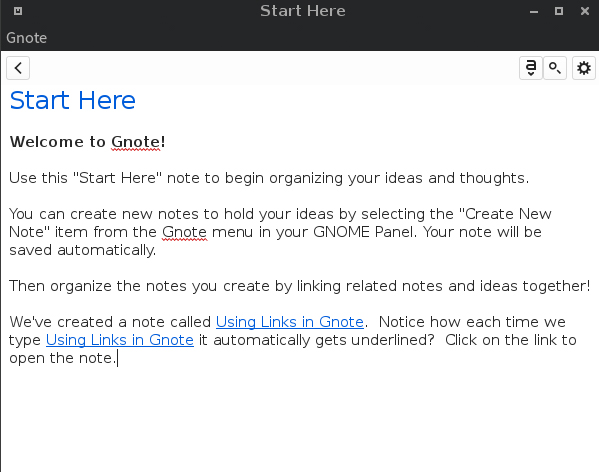 Start Here
Gnote
a
Start Here
Welcome to Gnote!
Use this "Start Here" note to begin organizing your ideas and thoughts.
You can create new notes to hold your ideas by selecting the "Create New
Note" item from the Gnote menu in your GNOME Panel. Your note will be
saved automatically.
Then organize the notes you create by linking related notes and ideas together!
We've created a note called Using Links in Gnote.  Notice how each time we
type Using Links in Gnote it automatically gets underlined?  Click on the link to
open the note.